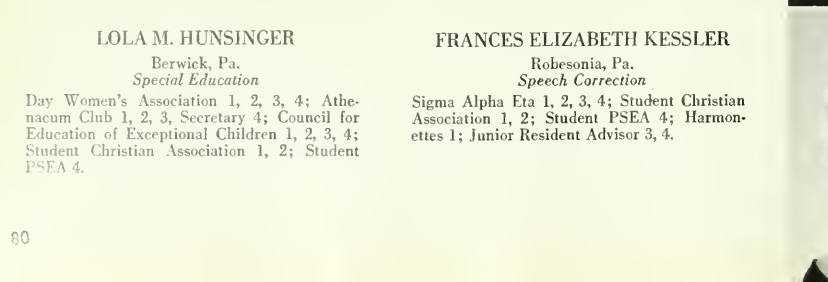 LOLA M. HUNSINGER
Berwick, Pa.
Special Education
Day Women's Association 1, 2, 3, 4; Athe-
nacum Club 1, 2, 3, Secretary 4; Council for
Education of Exceptional Children 1, 2, 3, 4;
Student Christian Association 1, 2; Student
PSEA 4.
FRANCES ELIZABETH KESSLER
Robesonia, Pa.
Speech Correction
Sigma Alpha Eta 1, 2, 3, 4; Student Christian
Association 1, 2; Student PSEA 4; Harmon-
ettes 1; Junior Resident Advisor 3, 4.
80